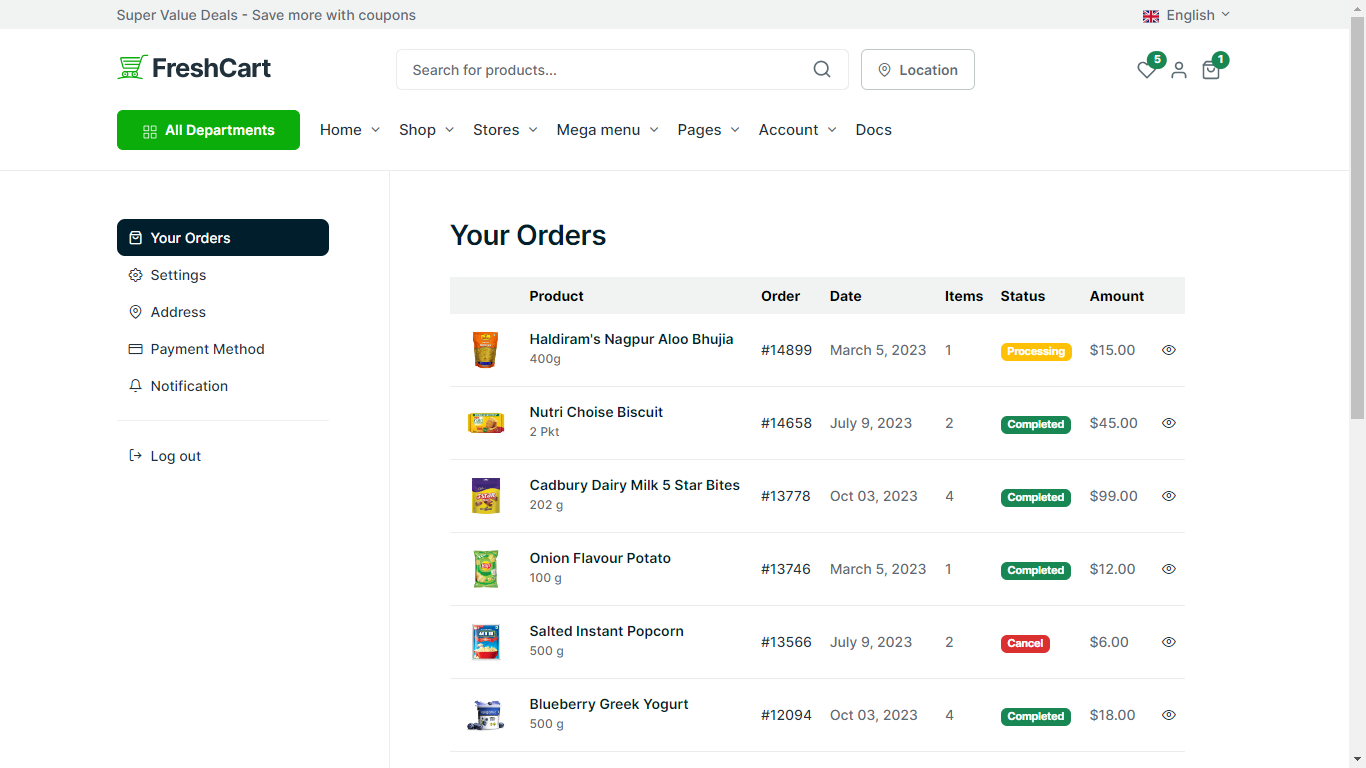 Super Value Deals - Save more with coupons
English
FreshCart
Search for products...
Location
5
1
All Departments
Home
Shop
Stores
Mega menu
Pages
Account
Docs
Your Orders
Settings
Address
Payment Method
Notification
Log out
Your Orders
Product Order Date Items Status Amount
Haldiram's Nagpur Aloo Bhujia
400g
#14899 March 5, 2023 1 Processing $15.00
Nutri Choise Biscuit
2 Pkt
#14658 July 9, 2023 2 Completed $45.00
Cadbury Dairy Milk 5 Star Bites
202 g
#13778 Oct 03, 2023 4 Completed $99.00
Onion Flavour Potato
100 g
#13746 March 5, 2023 1 Completed $12.00
Salted Instant Popcorn
500 g
#13566 July 9, 2023 2 Cancel $6.00
Blueberry Greek Yogurt
500 g
#12094 Oct 03, 2023 4 Completed $18.00